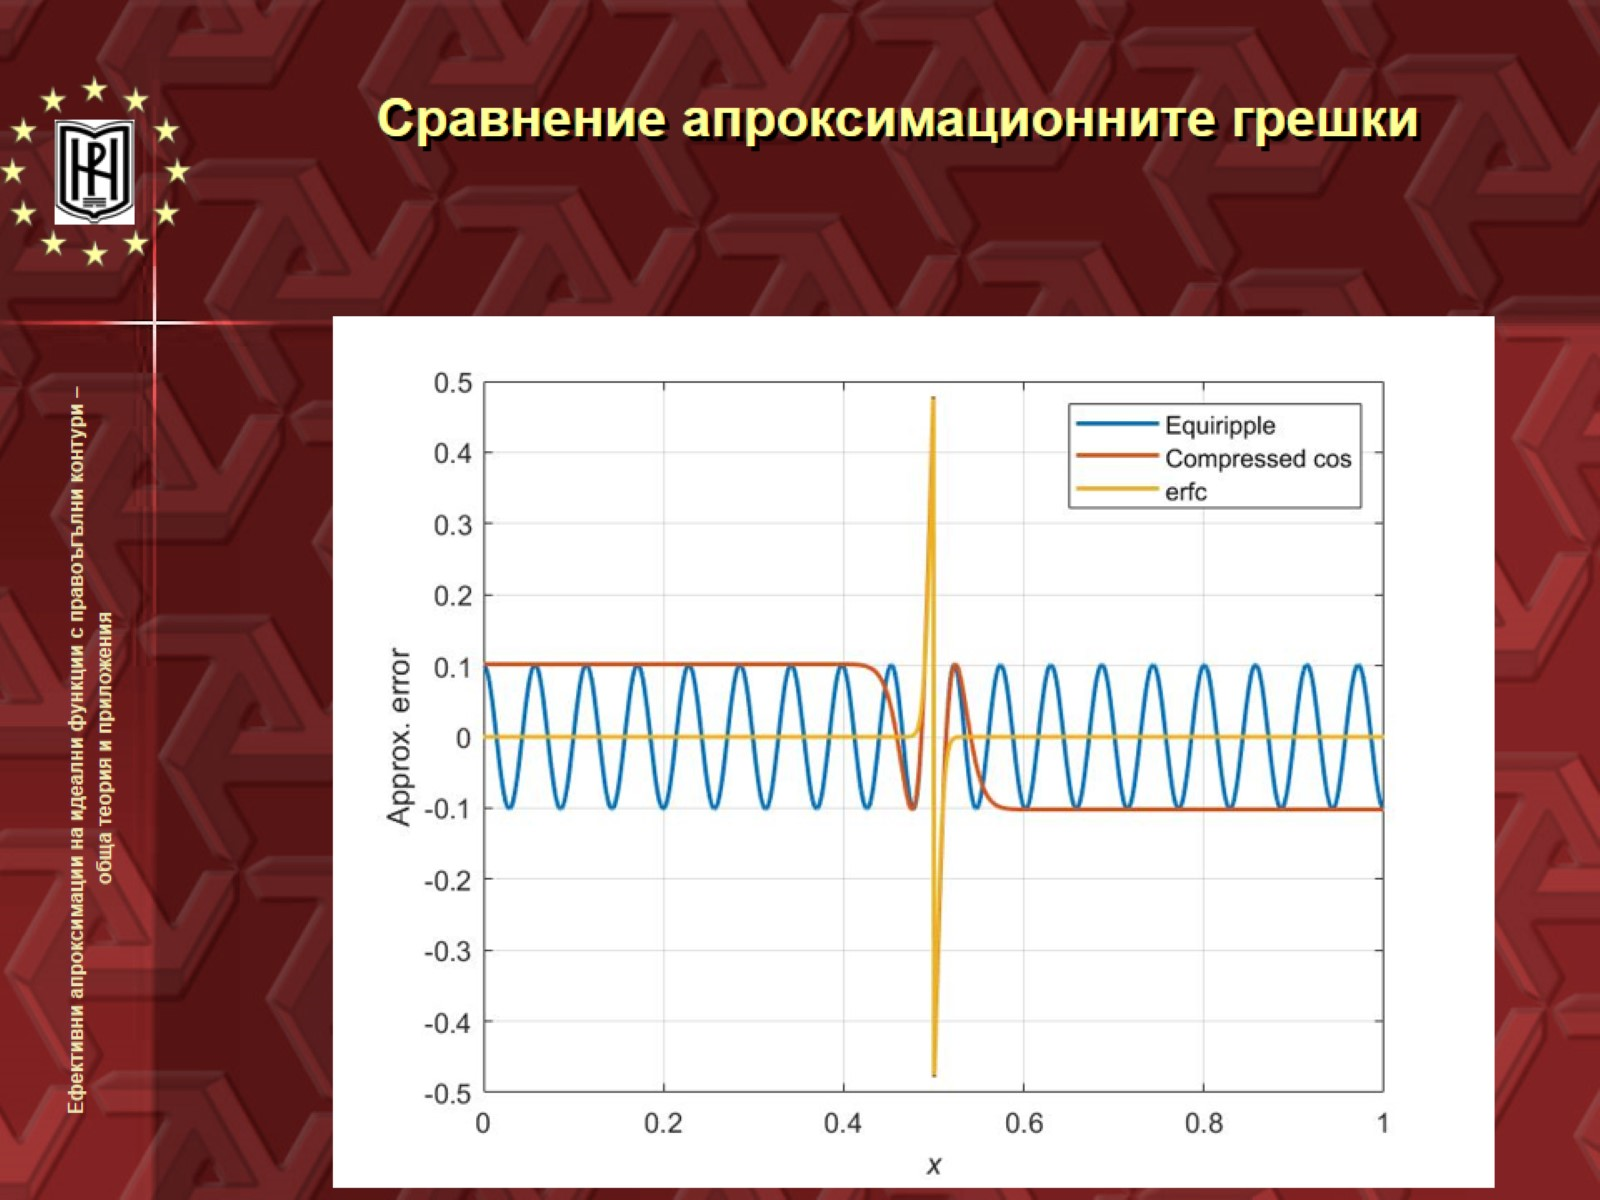 Сравнение апроксимационните грешки
Ефективни апроксимации на идеални функции с правоъгълни контури –
обща теория и приложения
0.5
0.4
0.3
0.2
0.1
0
-0.1
-0.2
-0.3
-0.4
-0.5
Approx. error
Equiripple
Compressed cos
erfc
0 0.2 0.4 0.6 0.8 1
x